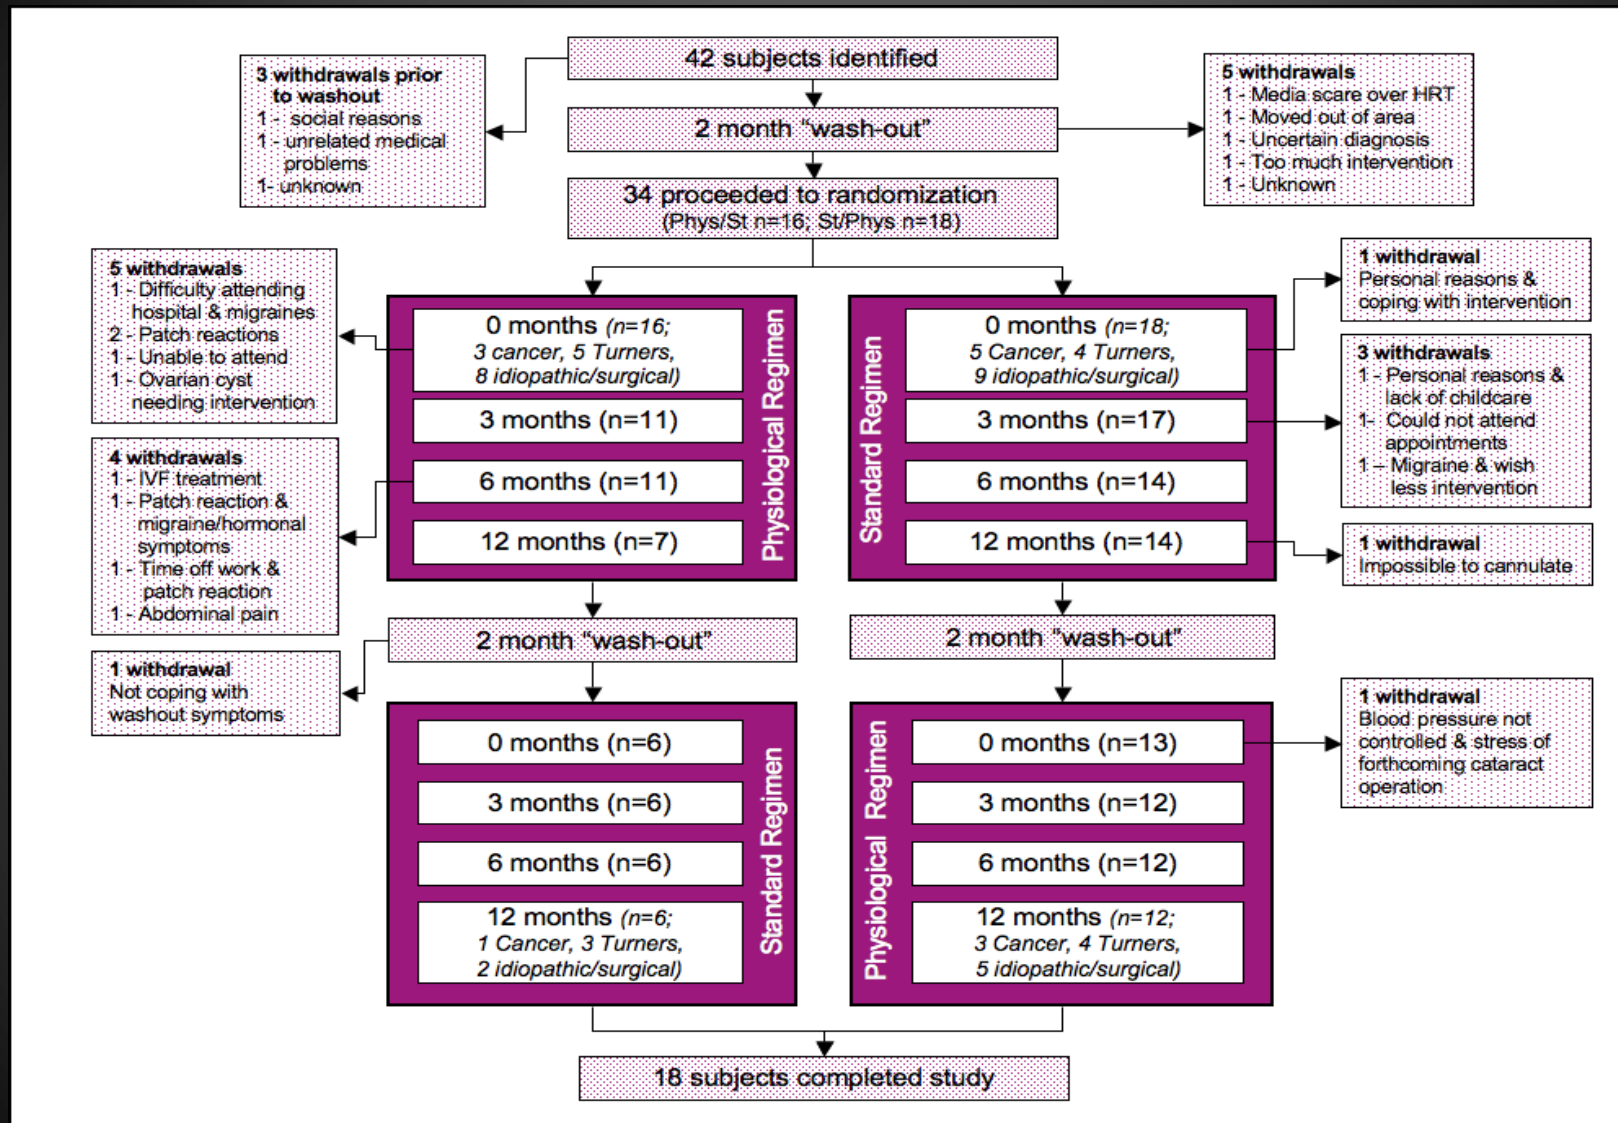 42 subjects identified
3 withdrawals prior
to washout
1 - social reasons
1 - unrelated medical
problems
1- unknown
2 month “wash-out”
5 withdrawals
1 - Media scare over HRT
1 - Moved out of area
1 - Uncertain diagnosis
1 - Too much intervention
1 - Unknown
34 proceeded to randomization
(Phys/St n=16; St/Phys n=18)
5 withdrawals
1 - Difficulty attending
hospital & migraines
2 - Patch reactions
1 - Unable to attend
1 - Ovarian cyst
needing intervention
4 withdrawals
1 - IVF treatment
1 - Patch reaction &
migraine/hormonal
symptoms
1 - Time off work &
patch reaction
1 - Abdominal pain
Physiological Regimen
0 months (n=16;
3 cancer, 5 Turners,
8 idiopathic/surgical)
3 months (n=11)
6 months (n=11)
12 months (n=7)
Standard Regimen
0 months (n=18;
5 Cancer, 4 Turners,
9 idiopathic/surgical)
3 months (n=17)
6 months (n=14)
12 months (n=14)
1 withdrawal
Personal reasons &
coping with intervention
3 withdrawals
1 - Personal reasons &
lack of childcare
1- Could not attend
appointments
1 – Migraine & wish
less intervention
1 withdrawal
Impossible to cannulate
2 month “wash-out”
2 month “wash-out”
1 withdrawal
Not coping with
washout symptoms
Standard Regimen
0 months (n=6)
3 months (n=6)
6 months (n=6)
12 months (n=6;
1 Cancer, 3 Turners,
2 idiopathic/surgical)
Physiological Regimen
0 months (n=13)
3 months (n=12)
6 months (n=12)
12 months (n=12;
3 Cancer, 4 Turners,
5 idiopathic/surgical)
1 withdrawal
Blood pressure not
controlled & stress of
forthcoming cataract
operation
18 subjects completed study